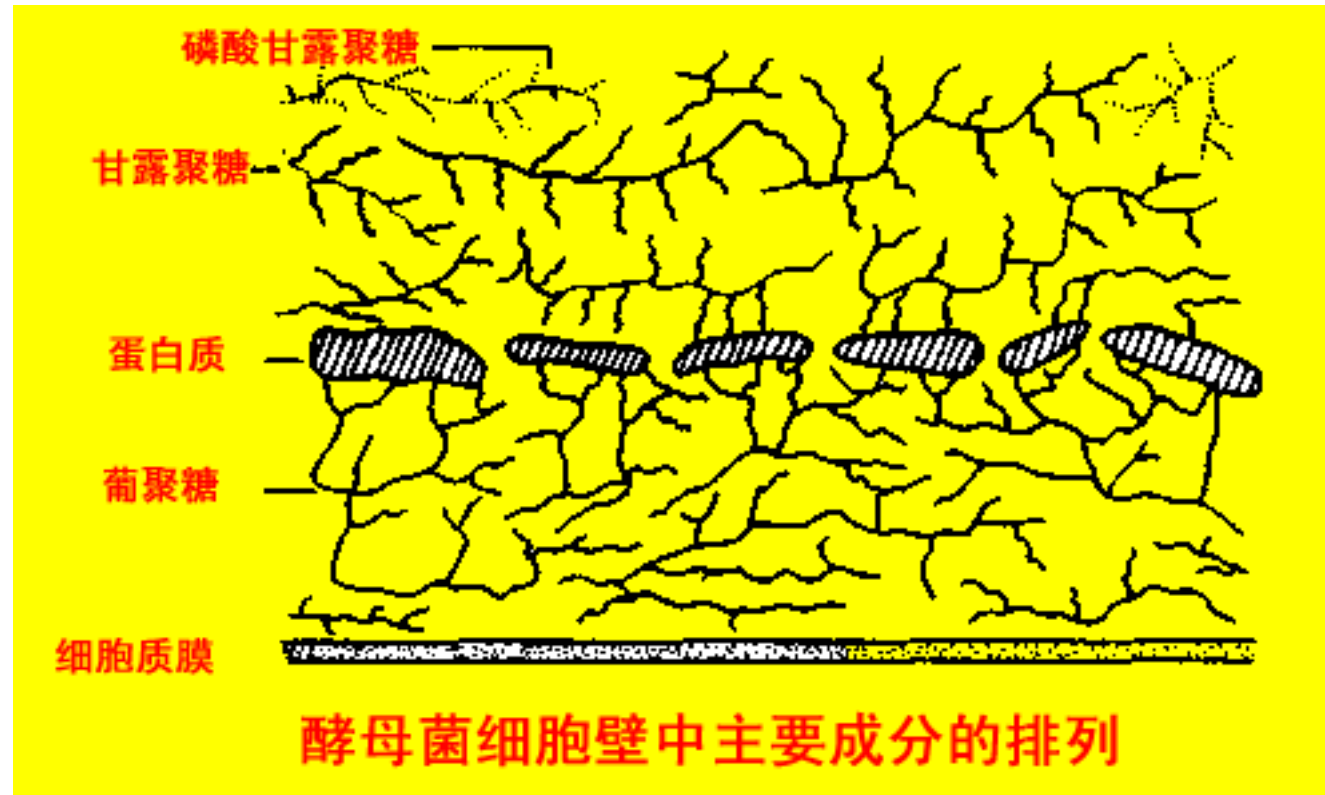 磷酸甘露聚糖
甘露聚糖
蛋白质
葡聚糖
细胞质膜
酵母菌细胞壁中主要成分的排列